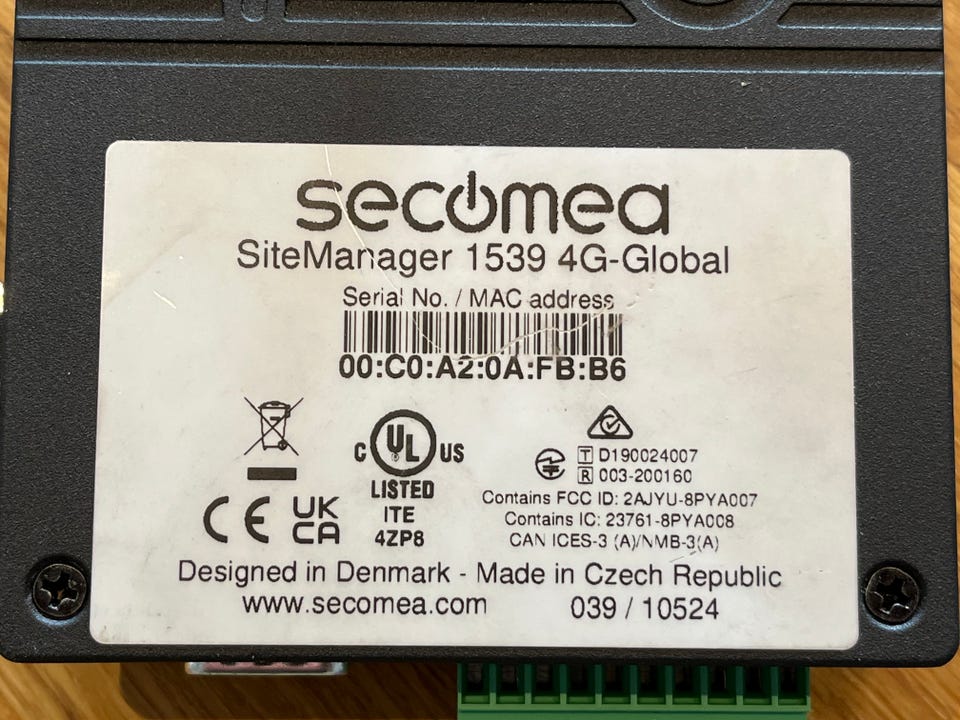 secomea
SiteManager 1539 4G-Global
Serial No. / MAC address
00:C0:A2:0A:FB:B6
C UL US
LISTED
ITE
4ZP8
CE UK
CA
T D190024007
R 003-200160
Contains FCC ID: 2AJYU-8PYA007
Contains IC: 23761-8PYA008
CAN ICES-3 (A)/NMB-3(A)
Designed in Denmark - Made in Czech Republic
www.secomea.com 039 / 10524